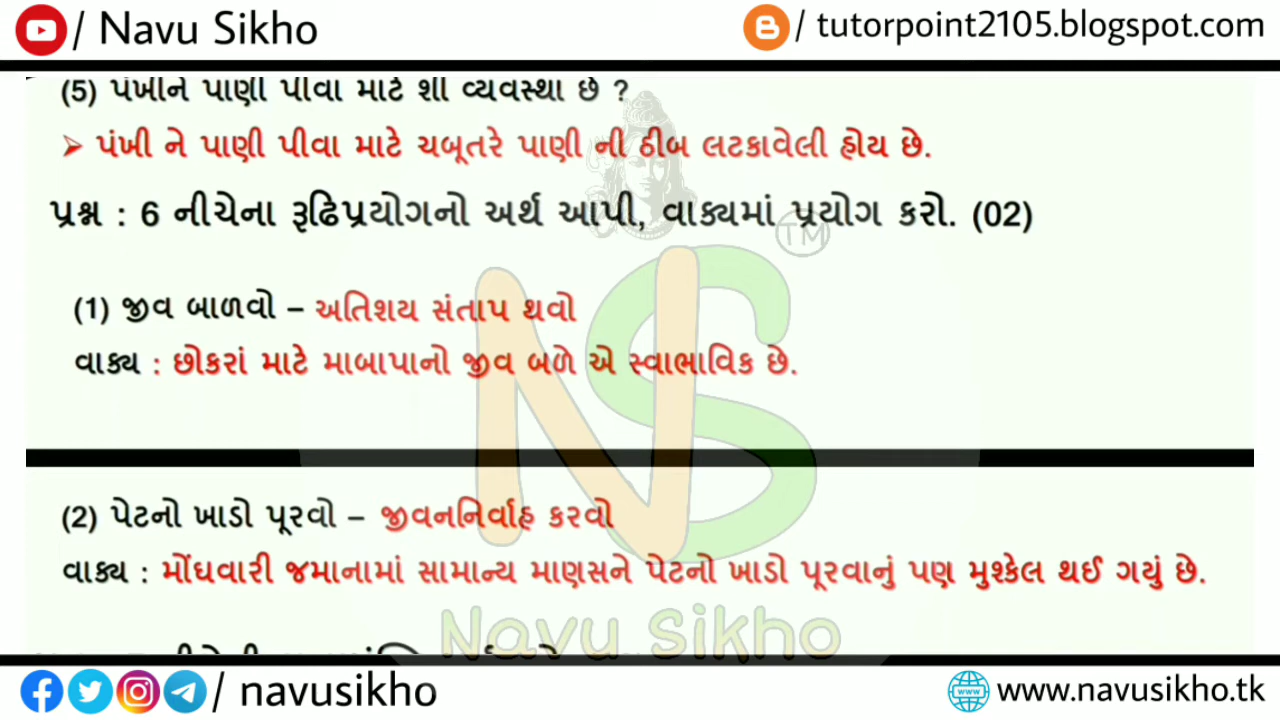 / Navu Sikho
/ tutorpoint2105.blogspot.com
(5) પંખીને પાણી પીવા માટે શી વ્યવસ્થા છે ?
➢ પંખી ને પાણી પીવા માટે ચબૂતરે પાણી ની ઠીબ લટકાવેલી હોય છે.
પ્રશ્ન : 6 નીચેના રૂઢિપ્રયોગનો અર્થ આપી, વાક્યમાં પ્રયોગ કરો. (02)
TM
(1) જીવ બાળવો – અતિશય સંતાપ થવો
વાક્ય : છોકરાં માટે માબાપાનો જીવ બળે એ સ્વાભાવિક છે.
NS
(2) પેટનો ખાડો પૂરવો – જીવનનિર્વાહ કરવો
વાક્ય : મોંઘવારી જમાનામાં સામાન્ય માણસને પેટનો ખાડો પૂરવાનું પણ મુશ્કેલ થઈ ગયું છે.
Navu Sikho
/ navusikho
www.navusikho.tk